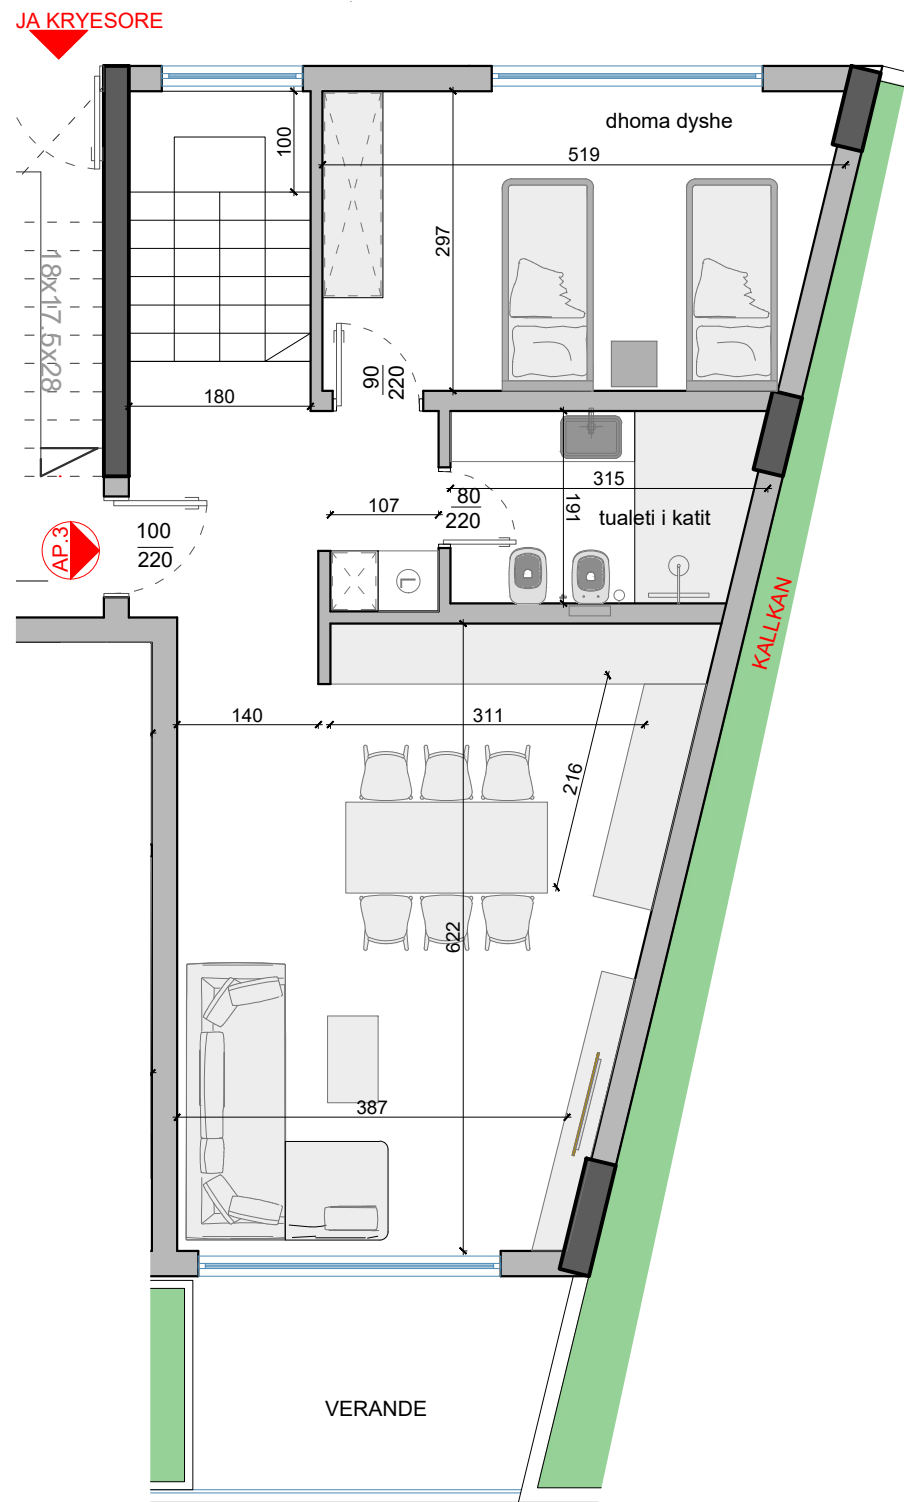 JA KRYESORE
dhoma dyshe
100
519
297
18x17.5x28
90
220
180
315
80
220
107
191
tualeti i katit
100
220
AP.3
L
KALLKAN
140
311
216
622
387
VERANDE